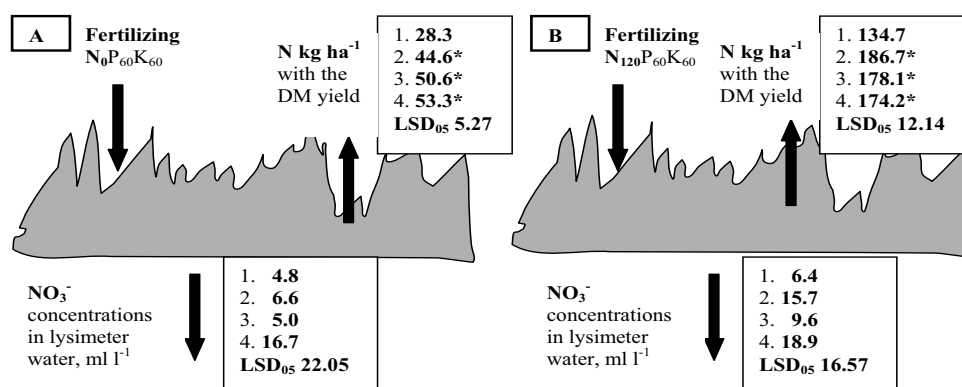 A
Fertilizing
N₀P₆₀K₆₀
N kg ha⁻¹
with the
DM yield
1. 28.3
2. 44.6*
3. 50.6*
4. 53.3*
LSD₀₅ 5.27
NO₃⁻
concentrations
in lysimeter
water, ml l⁻¹
1. 4.8
2. 6.6
3. 5.0
4. 16.7
LSD₀₅ 22.05
B
Fertilizing
N₁₂₀P₆₀K₆₀
N kg ha⁻¹
with the
DM yield
1. 134.7
2. 186.7*
3. 178.1*
4. 174.2*
LSD₀₅ 12.14
NO₃⁻
concentrations
in lysimeter
water, ml l⁻¹
1. 6.4
2. 15.7
3. 9.6
4. 18.9
LSD₀₅ 16.57